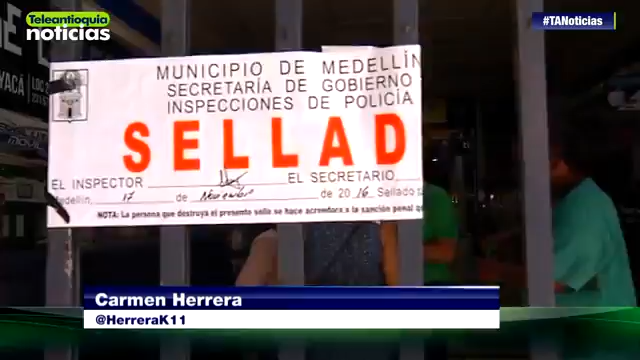 Teleantioquia
noticias
#TANoticias
MUNICIPIO DE MEDELLÍN
SECRETARÍA DE GOBIERNO
INSPECCIONES DE POLICÍA
SELLAD
EL INSPECTOR EL SECRETARIO,
Medellín, 17 de Noviembre de 2016 Sellado
NOTA: La persona que destruya el presente sello se hace acreedora a la sanción penal
Carmen Herrera
@HerreraK11